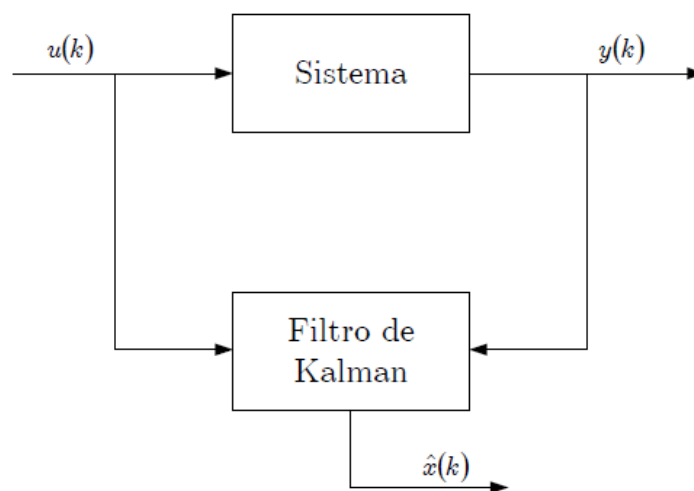 u(k)
Sistema
y(k)
Filtro de
Kalman
x̂(k)